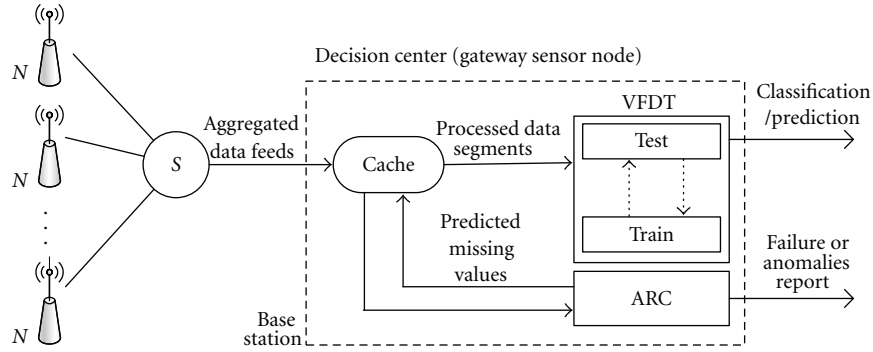 N
N
.
.
.
N
S
Aggregated
data feeds
Decision center (gateway sensor node)
Cache
Processed data
segments
Predicted
missing
values
VFDT
Test
Train
ARC
Base
station
Classification
/prediction
Failure or
anomalies
report